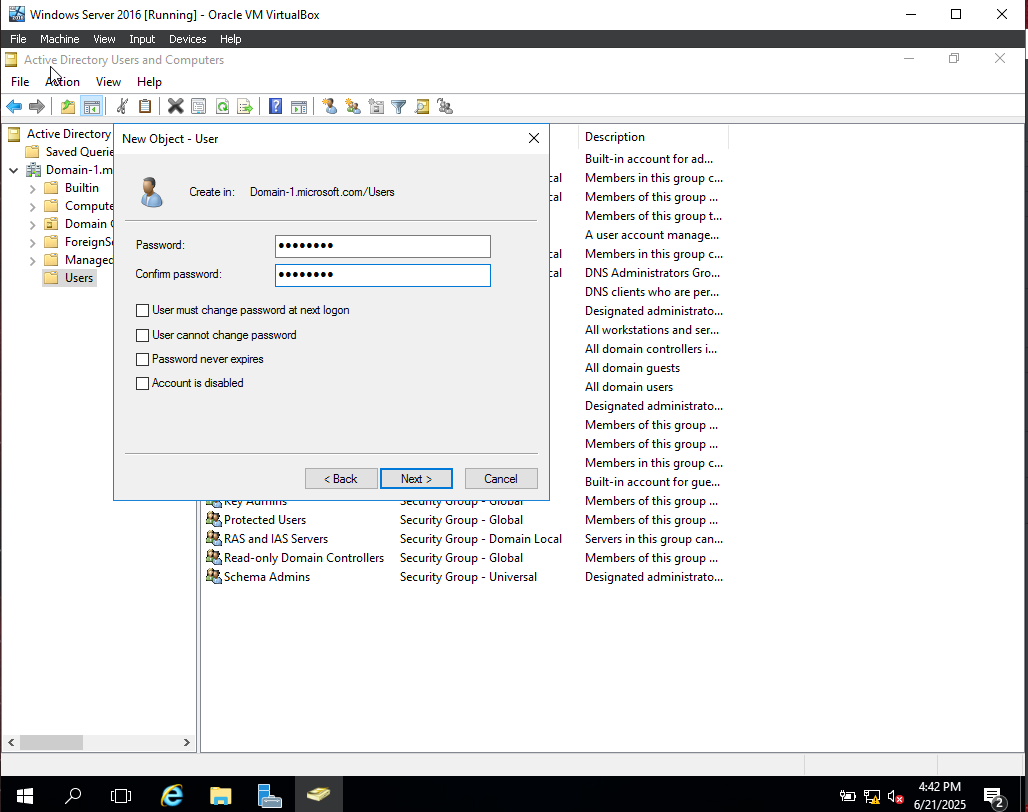 Windows Server 2016 [Running] - Oracle VM VirtualBox
File Machine View Input Devices Help
Active Directory Users and Computers
File Action View Help
Active Directory
Saved Querie
Domain-1.m
Builtin
Compute
Domain C
ForeignSe
Managed
Users
New Object - User
Create in: Domain-1.microsoft.com/Users
Password:
Confirm password:
User must change password at next logon
User cannot change password
Password never expires
Account is disabled
< Back Next > Cancel
Description
Built-in account for ad...
cal Members in this group c...
cal Members of this group ...
Members of this group t...
A user account manage...
cal Members in this group c...
cal DNS Administrators Gro...
DNS clients who are per...
Designated administrato...
All workstations and ser...
All domain controllers i...
All domain guests
All domain users
Designated administrato...
Members of this group ...
Members of this group ...
Members in this group c...
Built-in account for gue...
Key Admins Security Group - Global Members of this group ...
Protected Users Security Group - Global Members of this group ...
RAS and IAS Servers Security Group - Domain Local Servers in this group can...
Read-only Domain Controllers Security Group - Global Members of this group ...
Schema Admins Security Group - Universal Designated administrato...
4:42 PM
6/21/2025
2